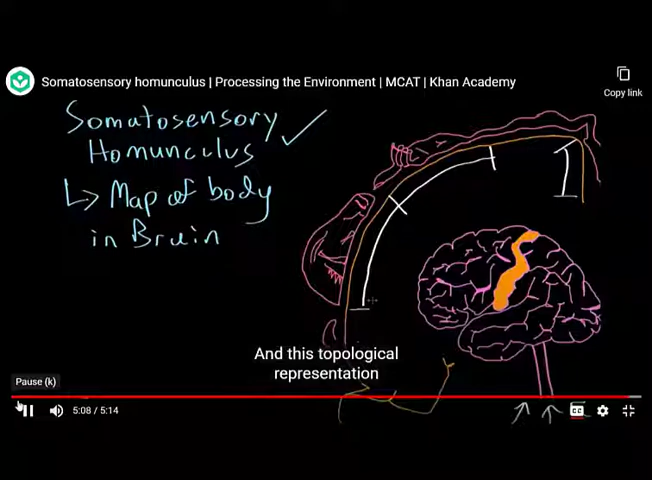 Somatosensory homunculus | Processing the Environment | MCAT | Khan Academy
Copy link
Somatosensory
Homunculus
↳ Map of body
in Brain
And this topological
representation
Pause (k)
5:08 / 5:14
CC